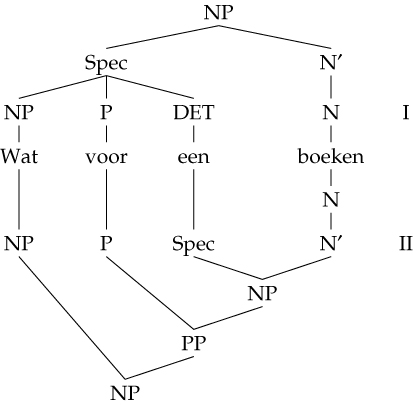 NP
Spec N′
NP P DET N I
Wat voor een boeken
N
NP P Spec N′ II
NP
PP
NP